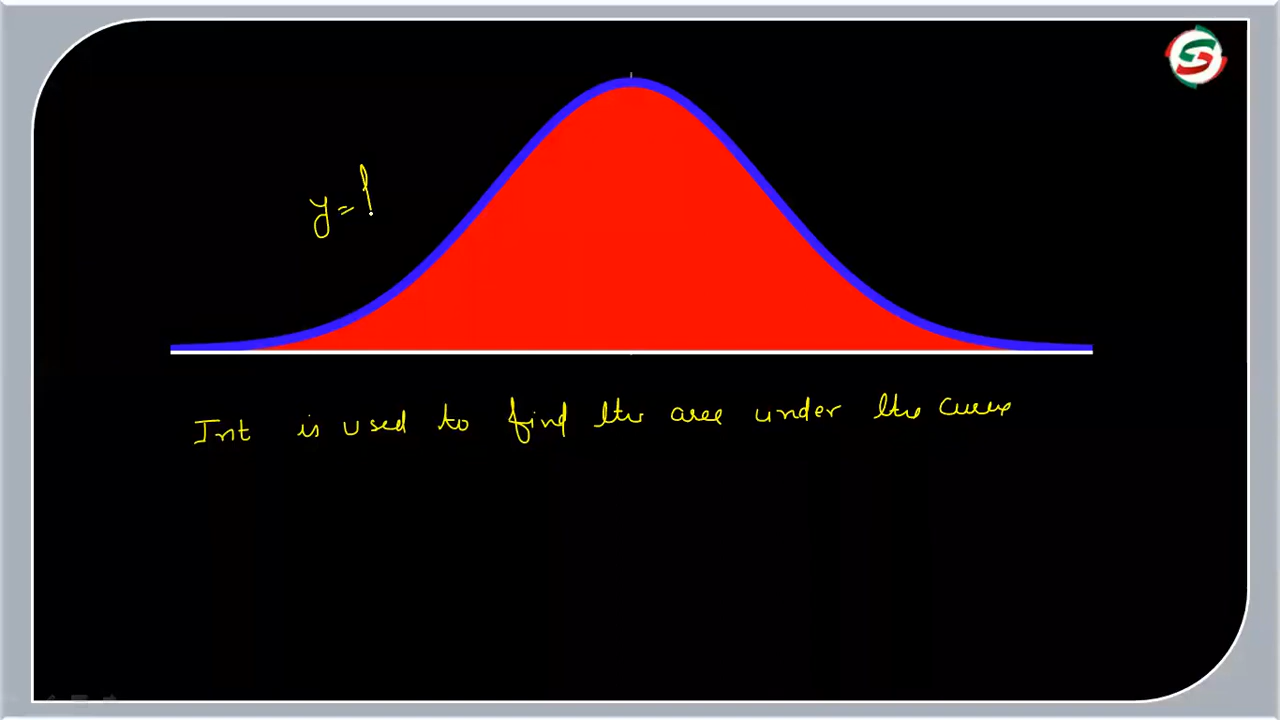 y=f
Int is used to find the area under the curve